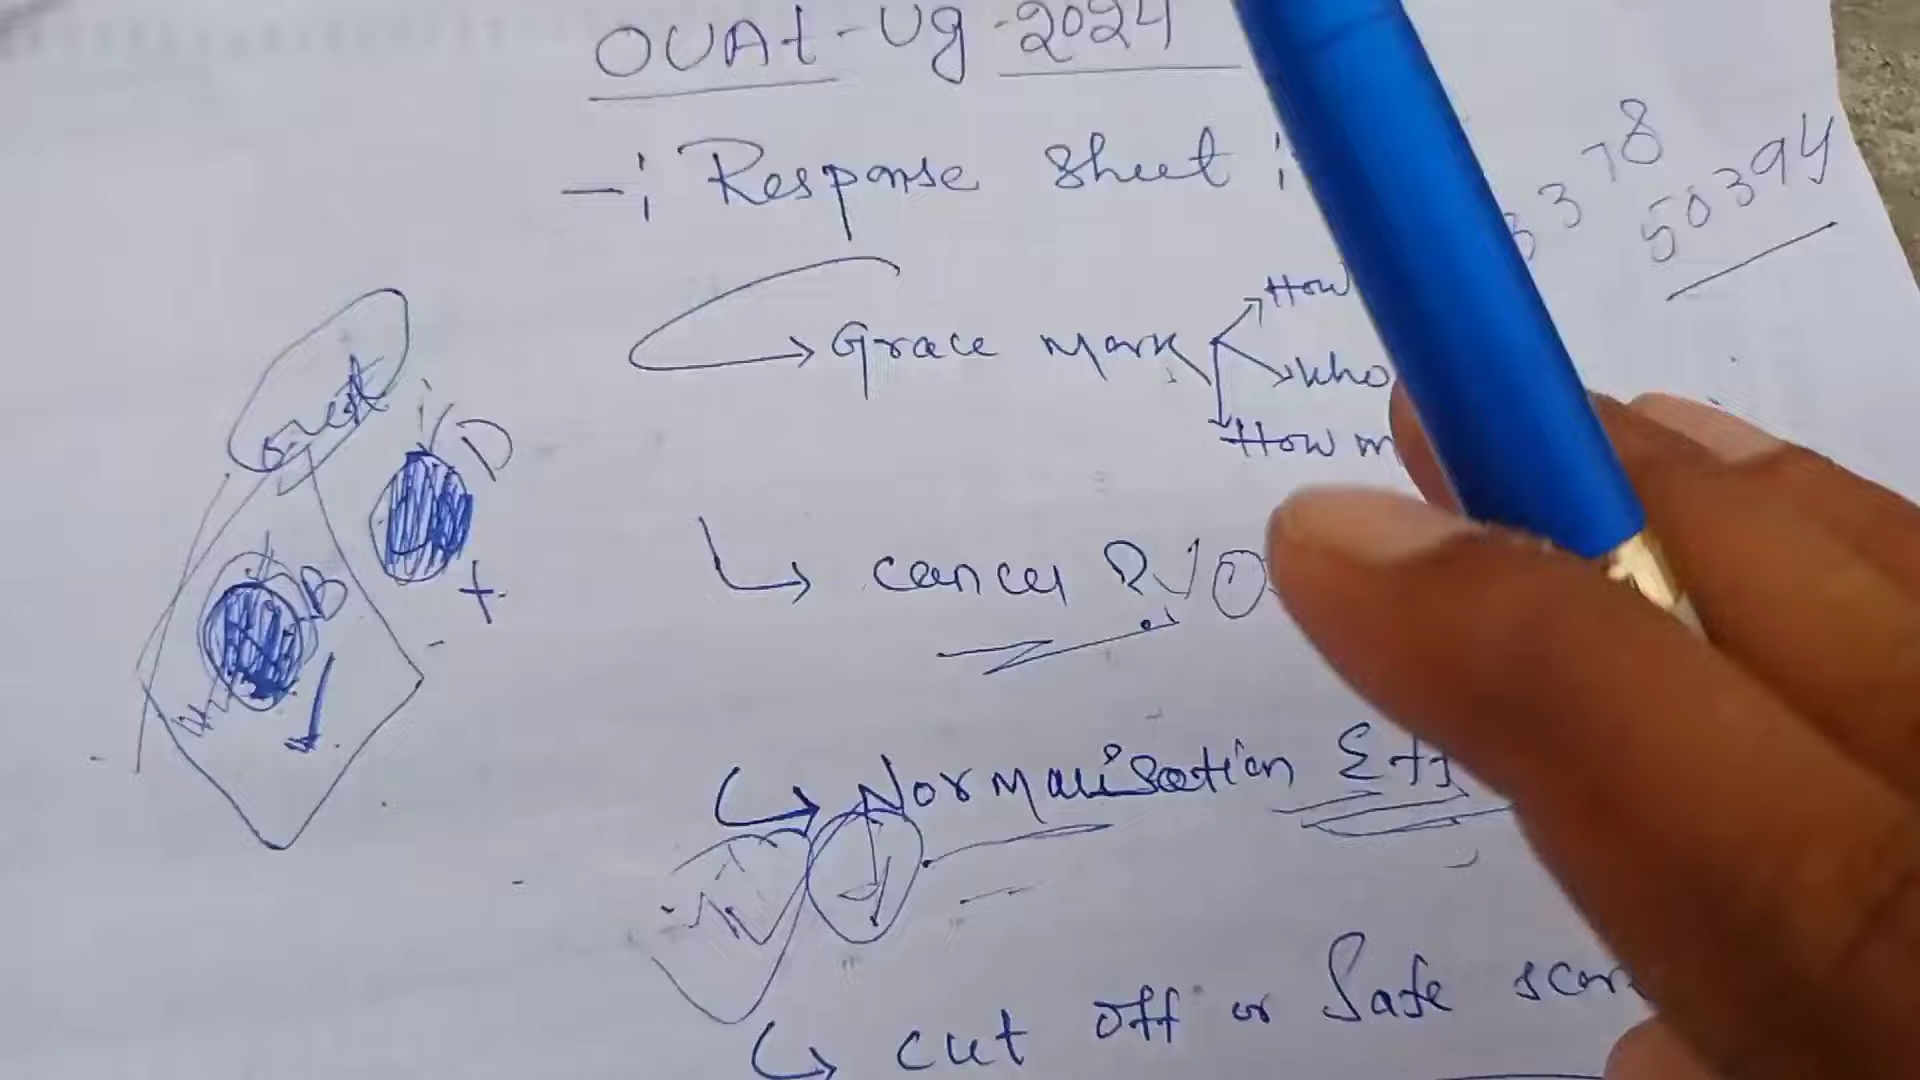 OUAt-Ug-2024
-: Response Sheet :
378
50394
Grace Mark
How
Who
How m
D
B
cancel Q/O
Normalisation Eff
cut off or Safe scor